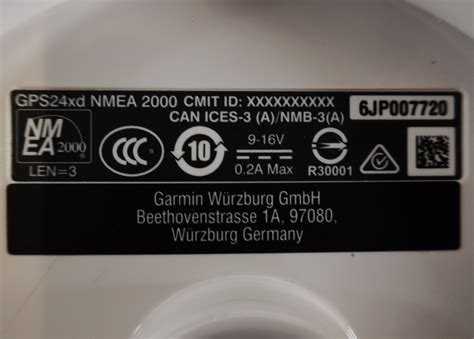 GPS24xd NMEA 2000 CMIT ID: XXXXXXXXXX
6JP007720
CAN ICES-3 (A)/NMB-3(A)
NM
EA 2000
LEN=3
CCC
10
9-16V
0.2A Max
R30001
Garmin Würzburg GmbH
Beethovenstrasse 1A, 97080,
Würzburg Germany